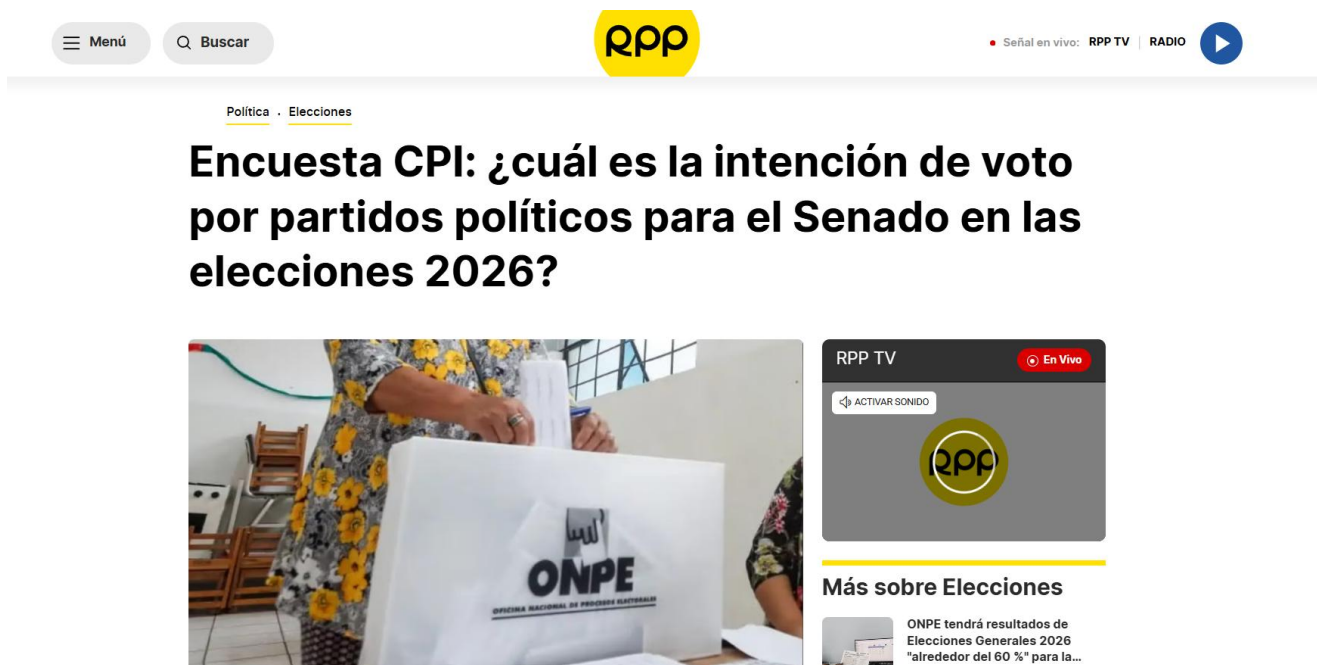 Menú
Buscar
RPP
Señal en vivo: RPP TV | RADIO
Política . Elecciones
Encuesta CPI: ¿cuál es la intención de voto
por partidos políticos para el Senado en las
elecciones 2026?
RPP TV
En Vivo
ACTIVAR SONIDO
RPP
ONPE
OFICINA NACIONAL DE PROCESOS ELECTORALES
Más sobre Elecciones
ONPE tendrá resultados de
Elecciones Generales 2026
"alrededor del 60 %" para la...